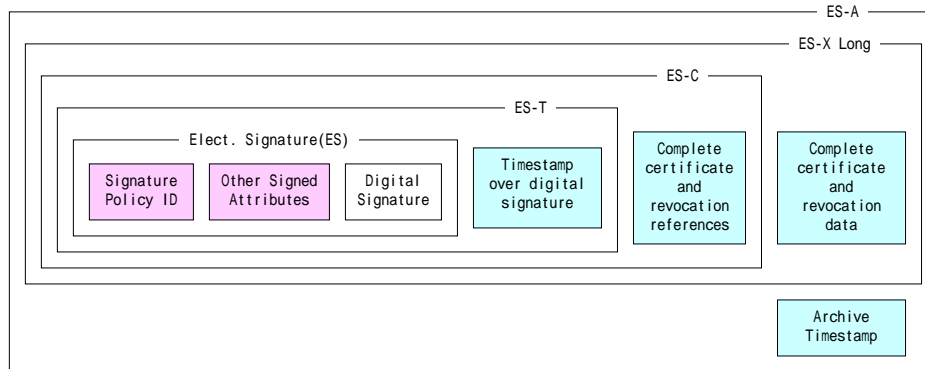 ES-A
ES-X Long
ES-C
ES-T
Elect. Signature(ES)
Signature
Policy ID
Other Signed
Attributes
Digital
Signature
Timestamp
over digital
signature
Complete
certificate
and
revocation
references
Complete
certificate
and
revocation
data
Archive
Timestamp